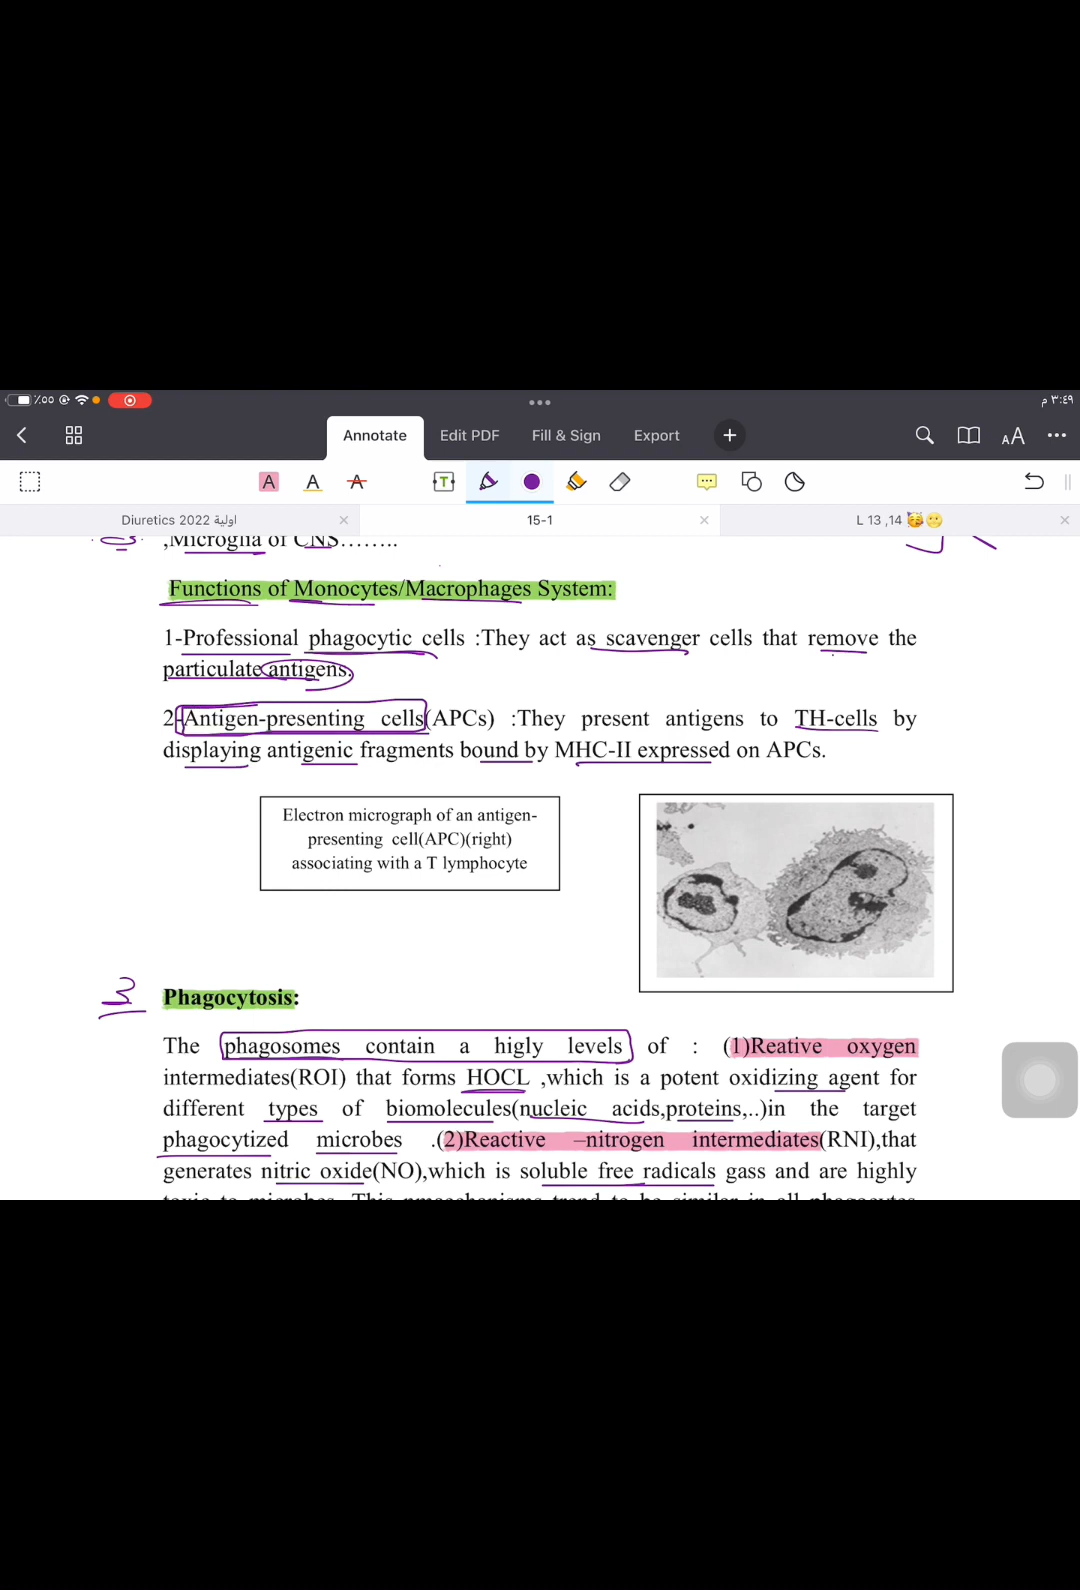 ٪٥٥
٣:٤٩ م
Annotate Edit PDF Fill & Sign Export +
AA
A A A T
Diuretics 2022 اولية × 15-1 × L 13 ,14 🥳🌝 ×
,Microglia of CNS........
Functions of Monocytes/Macrophages System:
1-Professional phagocytic cells :They act as scavenger cells that remove the
particulate antigens.
2-Antigen-presenting cells(APCs) :They present antigens to TH-cells by
displaying antigenic fragments bound by MHC-II expressed on APCs.
Electron micrograph of an antigen-
presenting cell(APC)(right)
associating with a T lymphocyte
3 Phagocytosis:
The phagosomes contain a higly levels of : (1)Reative oxygen
intermediates(ROI) that forms HOCL ,which is a potent oxidizing agent for
different types of biomolecules(nucleic acids,proteins,..)in the target
phagocytized microbes .(2)Reactive –nitrogen intermediates(RNI),that
generates nitric oxide(NO),which is soluble free radicals gass and are highly